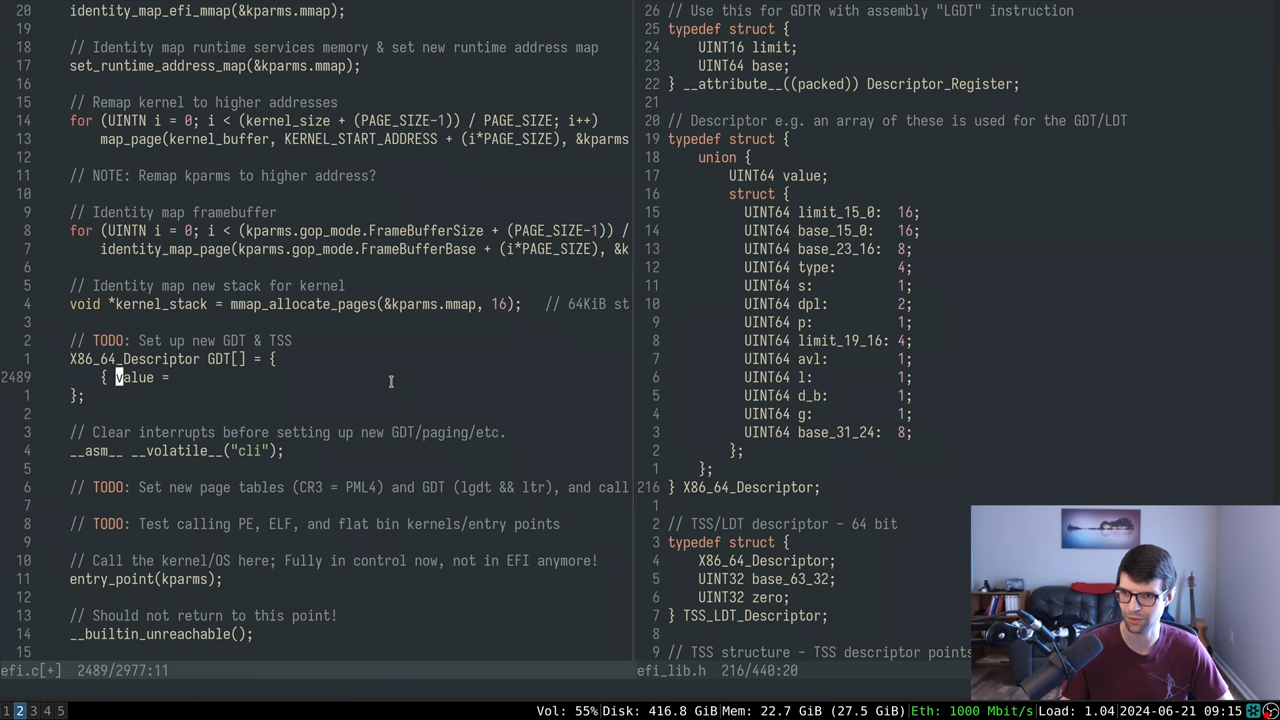 20 identity_map_efi_mmap(&kparms.mmap);
19
18 // Identity map runtime services memory & set new runtime address map
17 set_runtime_address_map(&kparms.mmap);
16
15 // Remap kernel to higher addresses
14 for (UINTN i = 0; i < (kernel_size + (PAGE_SIZE-1)) / PAGE_SIZE; i++)
13 map_page(kernel_buffer, KERNEL_START_ADDRESS + (i*PAGE_SIZE), &kparms
12
11 // NOTE: Remap kparms to higher address?
10
9 // Identity map framebuffer
8 for (UINTN i = 0; i < (kparms.gop_mode.FrameBufferSize + (PAGE_SIZE-1)) /
7 identity_map_page(kparms.gop_mode.FrameBufferBase + (i*PAGE_SIZE), &k
6
5 // Identity map new stack for kernel
4 void *kernel_stack = mmap_allocate_pages(&kparms.mmap, 16); // 64KiB st
3
2 // TODO: Set up new GDT & TSS
1 X86_64_Descriptor GDT[] = {
2489 { value =
1 };
2
3 // Clear interrupts before setting up new GDT/paging/etc.
4 __asm__ __volatile__("cli");
5
6 // TODO: Set new page tables (CR3 = PML4) and GDT (lgdt && ltr), and call
7
8 // TODO: Test calling PE, ELF, and flat bin kernels/entry points
9
10 // Call the kernel/OS here; Fully in control now, not in EFI anymore!
11 entry_point(kparms);
12
13 // Should not return to this point!
14 __builtin_unreachable();
15
efi.c[+] 2489/2977:11
26 // Use this for GDTR with assembly "LGDT" instruction
25 typedef struct {
24 UINT16 limit;
23 UINT64 base;
22 } __attribute__((packed)) Descriptor_Register;
21
20 // Descriptor e.g. an array of these is used for the GDT/LDT
19 typedef struct {
18 union {
17 UINT64 value;
16 struct {
15 UINT64 limit_15_0: 16;
14 UINT64 base_15_0: 16;
13 UINT64 base_23_16: 8;
12 UINT64 type: 4;
11 UINT64 s: 1;
10 UINT64 dpl: 2;
9 UINT64 p: 1;
8 UINT64 limit_19_16: 4;
7 UINT64 avl: 1;
6 UINT64 l: 1;
5 UINT64 d_b: 1;
4 UINT64 g: 1;
3 UINT64 base_31_24: 8;
2 };
1 };
216 } X86_64_Descriptor;
1
2 // TSS/LDT descriptor - 64 bit
3 typedef struct {
4 X86_64_Descriptor;
5 UINT32 base_63_32;
6 UINT32 zero;
7 } TSS_LDT_Descriptor;
8
9 // TSS structure - TSS descriptor points
efi_lib.h 216/440:20
1 2 3 4 5 Vol: 55% Disk: 416.8 GiB Mem: 22.7 GiB (27.5 GiB) Eth: 1000 Mbit/s Load: 1.04 2024-06-21 09:15